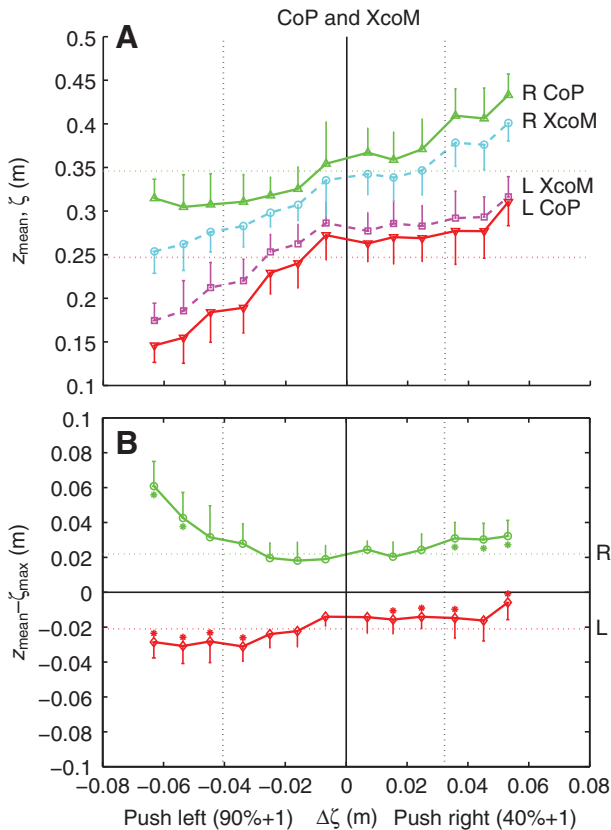 CoP and XcoM
A
0.5
0.45
0.4
0.35
0.3
0.25
0.2
0.15
0.1
z_mean, ζ (m)
R CoP
R XcoM
L XcoM
L CoP
B
0.1
0.08
0.06
0.04
0.02
0
−0.02
−0.04
−0.06
−0.08
−0.1
z_mean−ζ_max (m)
R
L
−0.08 −0.06 −0.04 −0.02 0 0.02 0.04 0.06 0.08
Push left (90%+1) Δζ (m) Push right (40%+1)